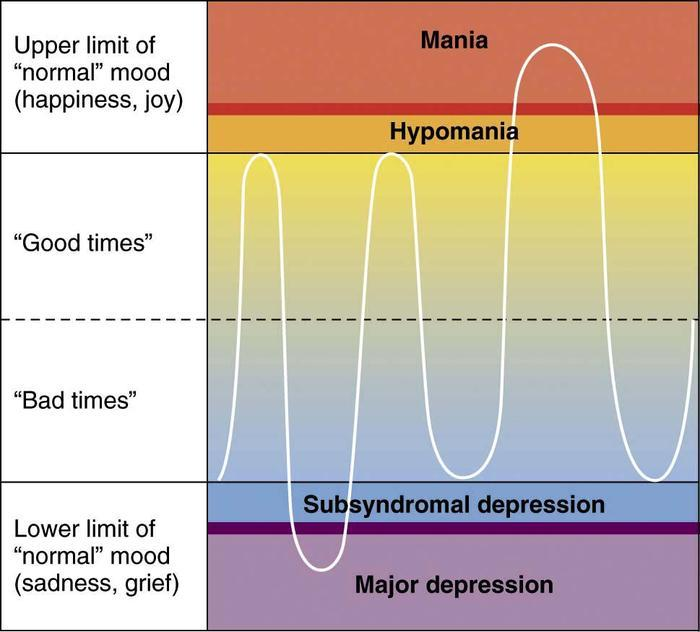 Upper limit of
“normal” mood
(happiness, joy)
Mania
Hypomania
“Good times”
“Bad times”
Lower limit of
“normal” mood
(sadness, grief)
Subsyndromal depression
Major depression